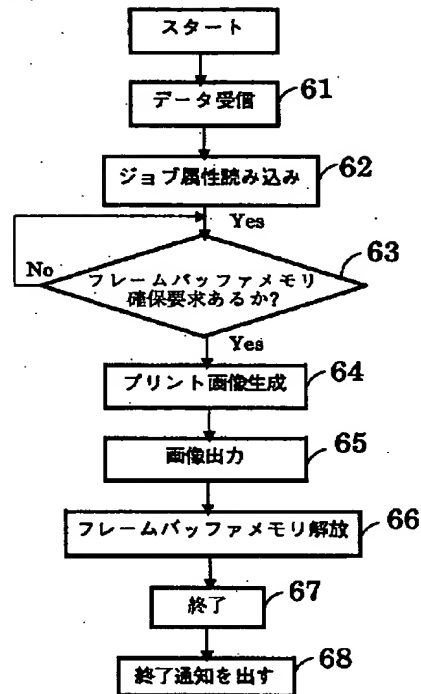 スタート
データ受信
61
ジョブ属性読み込み
62
Yes
No
フレームバッファメモリ
確保要求あるか?
63
Yes
プリント画像生成
64
画像出力
65
フレームバッファメモリ解放
66
終了
67
終了通知を出す
68